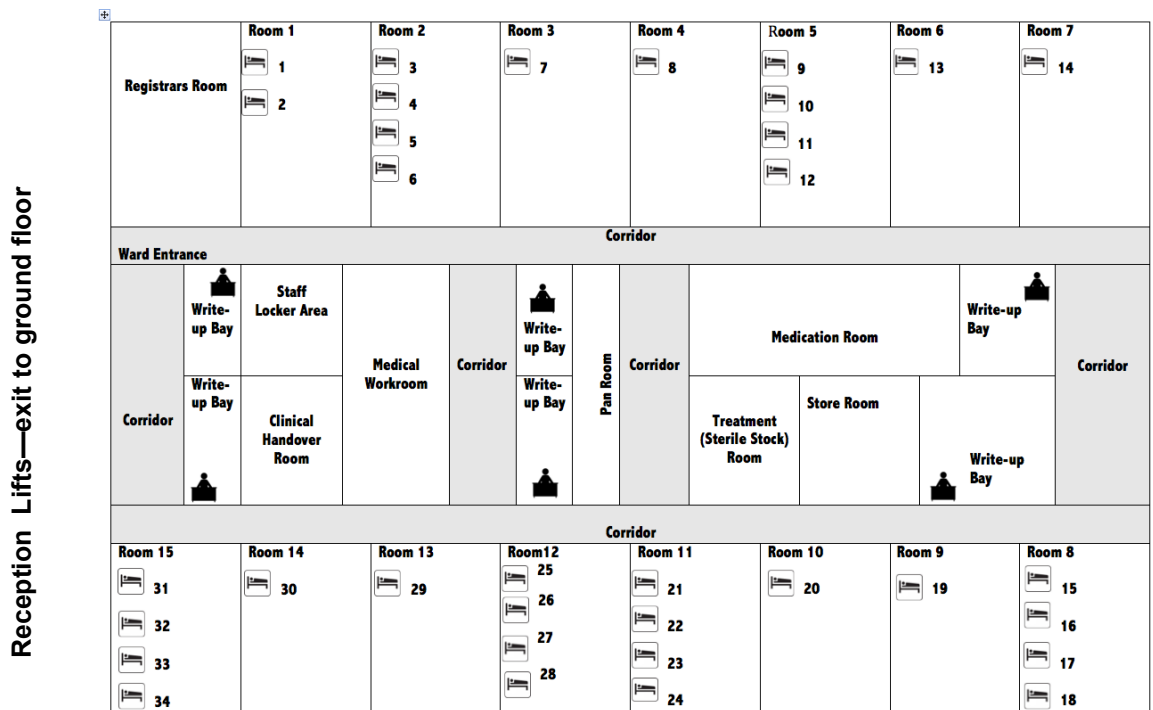 Reception  Lifts—exit to ground floor
Room 1
Room 2
Room 3
Room 4
Room 5
Room 6
Room 7
Registrars Room
1
2
3
4
5
6
7
8
9
10
11
12
13
14
Corridor
Ward Entrance
Corridor
Write-
up Bay
Staff
Locker Area
Write-
up Bay
Clinical
Handover
Room
Medical
Workroom
Corridor
Write-
up Bay
Write-
up Bay
Pan Room
Corridor
Medication Room
Write-up
Bay
Treatment
(Sterile Stock)
Room
Store Room
Write-up
Bay
Corridor
Corridor
Room 15
Room 14
Room 13
Room12
Room 11
Room 10
Room 9
Room 8
31
32
33
34
30
29
25
26
27
28
21
22
23
24
20
19
15
16
17
18